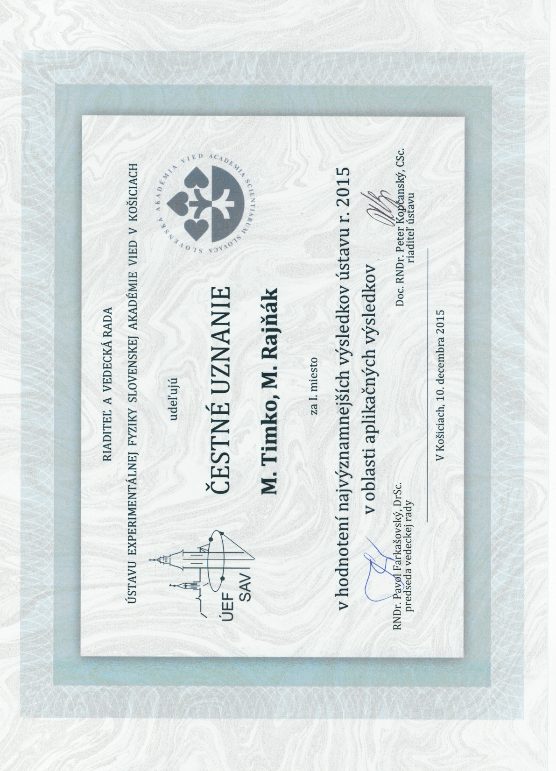 RIADITEĽ A VEDECKÁ RADA
ÚSTAVU EXPERIMENTÁLNEJ FYZIKY SLOVENSKEJ AKADÉMIE VIED V KOŠICIACH
udeľujú
ÚEF
SAV
ČESTNÉ UZNANIE
SLOVENSKÁ AKADÉMIA VIED ACADEMIA SCIENTIARUM SLOVACA
M. Timko, M. Rajňák
za I. miesto
v hodnotení najvýznamnejších výsledkov ústavu r. 2015
v oblasti aplikačných výsledkov
RNDr. Pavol Farkašovský, DrSc.
predseda vedeckej rady
Doc. RNDr. Peter Kopčanský, CSc.
riaditeľ ústavu
V Košiciach, 10. decembra 2015